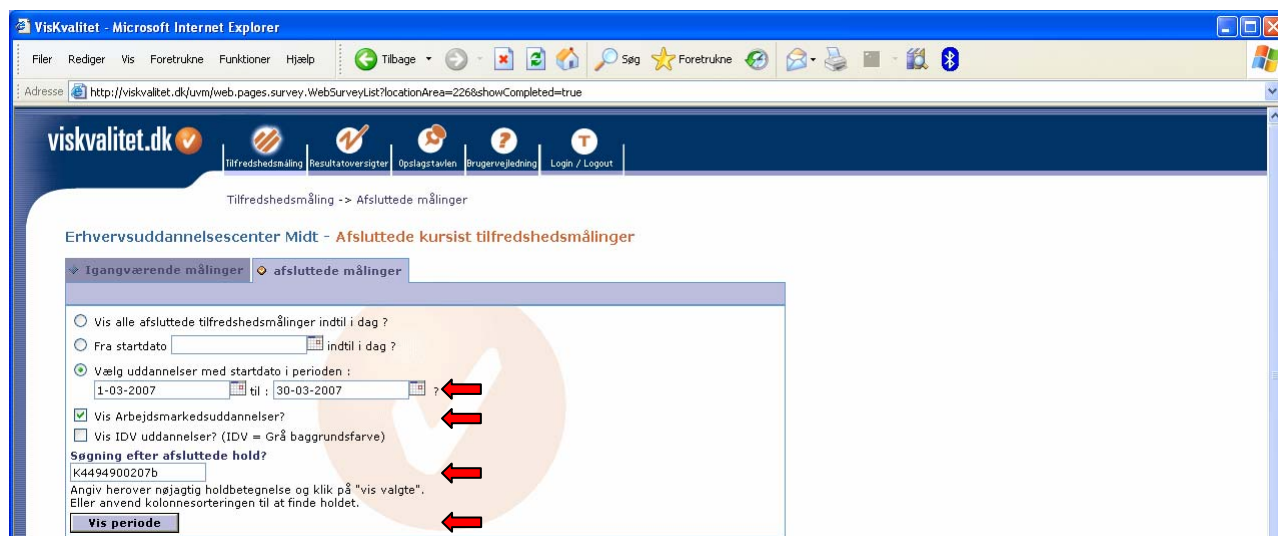 VisKvalitet - Microsoft Internet Explorer
Filer Rediger Vis Foretrukne Funktioner Hjælp Tilbage Søg Foretrukne
Adresse http://viskvalitet.dk/uvm/web.pages.survey.WebSurveyList?locationArea=226&showCompleted=true
viskvalitet.dk
Tilfredshedsmåling Resultatoversigter Opslagstavlen Brugervejledning Login / Logout
Tilfredshedsmåling -> Afsluttede målinger
Erhvervsuddannelsescenter Midt - Afsluttede kursist tilfredshedsmålinger
Igangværende målinger afsluttede målinger
Vis alle afsluttede tilfredshedsmålinger indtil i dag ?
Fra startdato indtil i dag ?
Vælg uddannelser med startdato i perioden :
1-03-2007 til : 30-03-2007 ?
Vis Arbejdsmarkedsuddannelser?
Vis IDV uddannelser? (IDV = Grå baggrundsfarve)
Søgning efter afsluttede hold?
K4494900207b
Angiv herover nøjagtig holdbetegnelse og klik på "vis valgte".
Eller anvend kolonnesorteringen til at finde holdet.
Vis periode